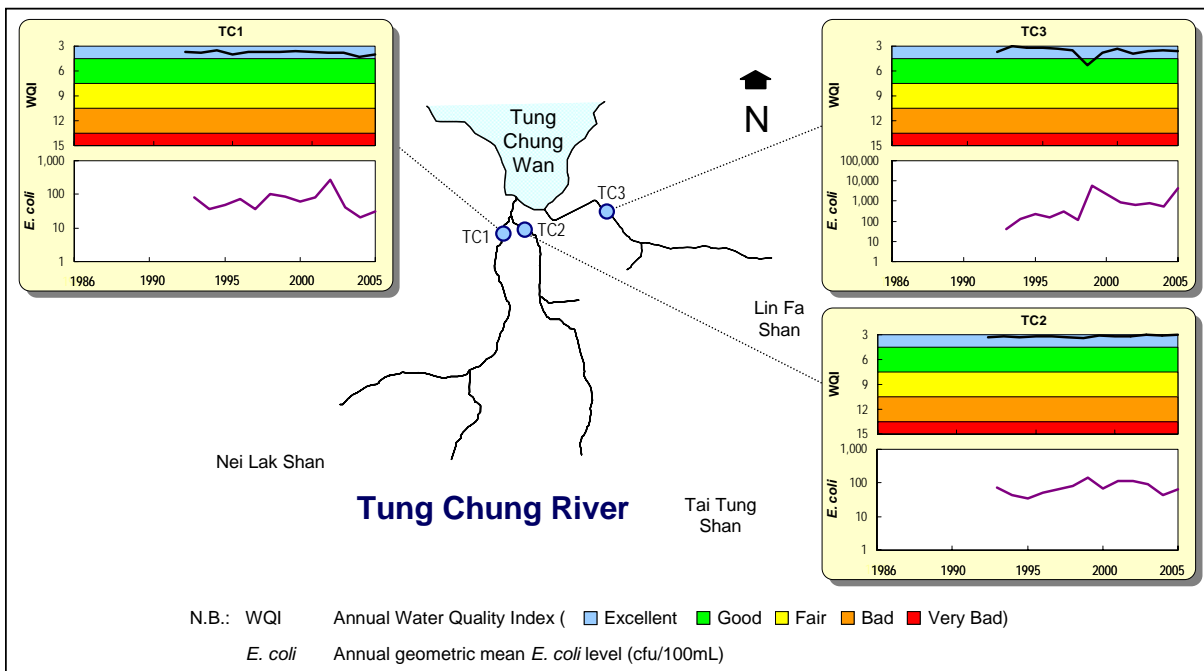 TC1
WQI
3
6
9
12
15
E. coli
1,000
100
10
1
1986 1990 1995 2000 2005
TC3
WQI
3
6
9
12
15
E. coli
100,000
10,000
1,000
100
10
1
1986 1990 1995 2000 2005
TC2
WQI
3
6
9
12
15
E. coli
1,000
100
10
1
1986 1990 1995 2000 2005
N
Tung
Chung
Wan
TC3
TC1
TC2
Lin Fa
Shan
Nei Lak Shan
Tung Chung River
Tai Tung
Shan
N.B.: WQI Annual Water Quality Index ( Excellent Good Fair Bad Very Bad)
E. coli Annual geometric mean E. coli level (cfu/100mL)